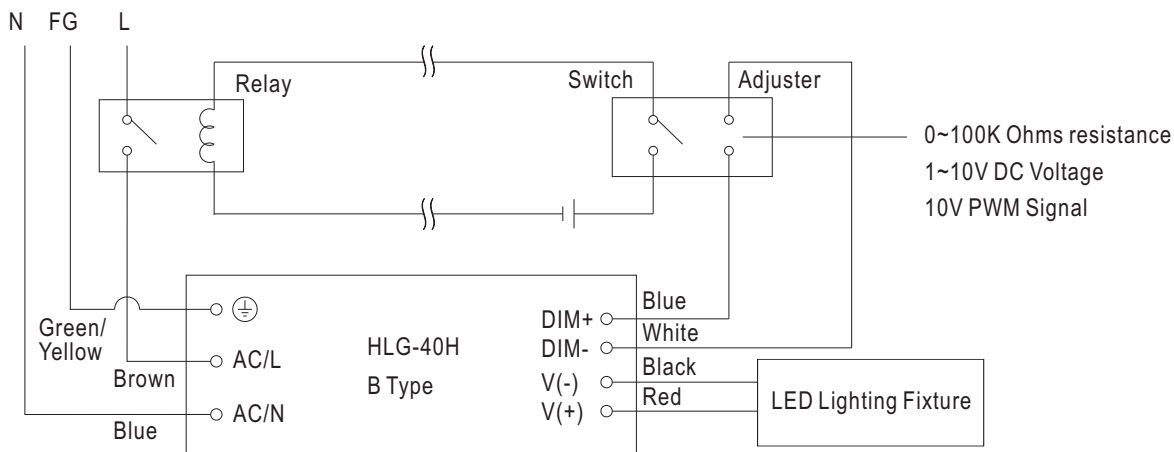 N FG L
Relay
Switch
Adjuster
0~100K Ohms resistance
1~10V DC Voltage
10V PWM Signal
Green/
Yellow
Brown
Blue
AC/L
AC/N
HLG-40H
B Type
DIM+
DIM-
V(-)
V(+)
Blue
White
Black
Red
LED Lighting Fixture